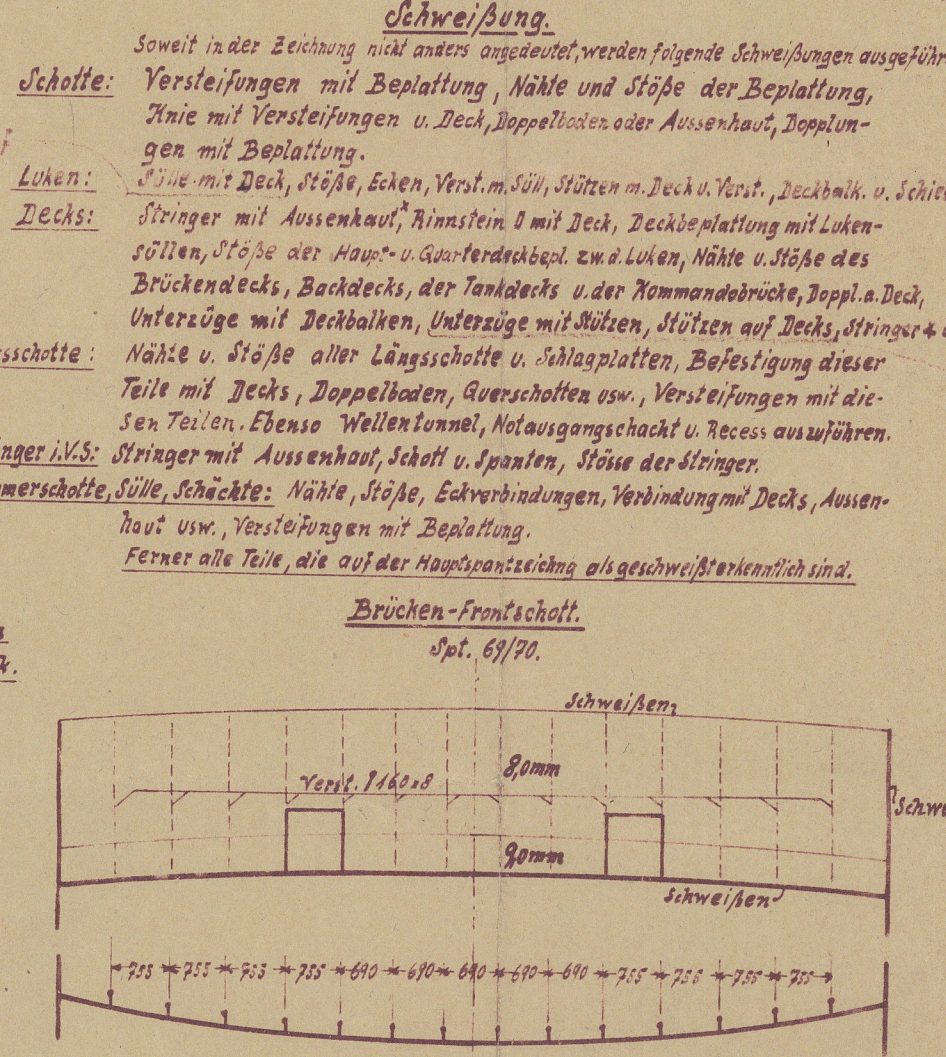 Schweißung.
Soweit in der Zeichnung nicht anders angedeutet, werden folgende Schweißungen ausgeführ
Schotte: Versteifungen mit Beplattung, Nähte und Stöße der Beplattung,
Knie mit Versteifungen u. Deck, Doppelboden oder Aussenhaut, Dopplun-
gen mit Beplattung.
Luken: Sülle mit Deck, Stöße, Ecken, Verst. m. Süll, Stützen m. Deck u. Verst., Deckbalk. u. Schie
Decks: Stringer mit Aussenhaut,* Rinnstein mit Deck, Deckbeplattung mit Luken-
süllen, Stöße der Haupt- u. Quarterdeckbepl. zw. d. Luken, Nähte u. Stöße des
Brückendecks, Backdecks, der Tankdecks u. der Kommandobrücke, Doppl. a. Deck,
Unterzüge mit Deckbalken, Unterzüge mit Stützen, Stützen auf Decks, Stringer
sschotte: Nähte u. Stöße aller Längsschotte u. Schlagplatten, Befestigung dieser
Teile mit Decks, Doppelboden, Querschotten usw., Versteifungen mit die-
sen Teilen. Ebenso Wellentunnel, Notausgangschacht u. Recess auszuführen.
nger i.V.S: Stringer mit Aussenhaut, Schott u. Spanten, Stösse der Stringer.
merschotte, Sülle, Schächte: Nähte, Stöße, Eckverbindungen, Verbindung mit Decks, Aussen-
haut usw., Versteifungen mit Beplattung.
Ferner alle Teile, die auf der Hauptspantzeichng als geschweißt erkenntlich sind.
Brücken-Frontschott.
Spt. 69/70.
k.
Schweißen
8,0mm
Verst. 160x8
Schwe
9,0mm
Schweißen
755 755 755 755 690 690 690 690 690 755 755 755 755